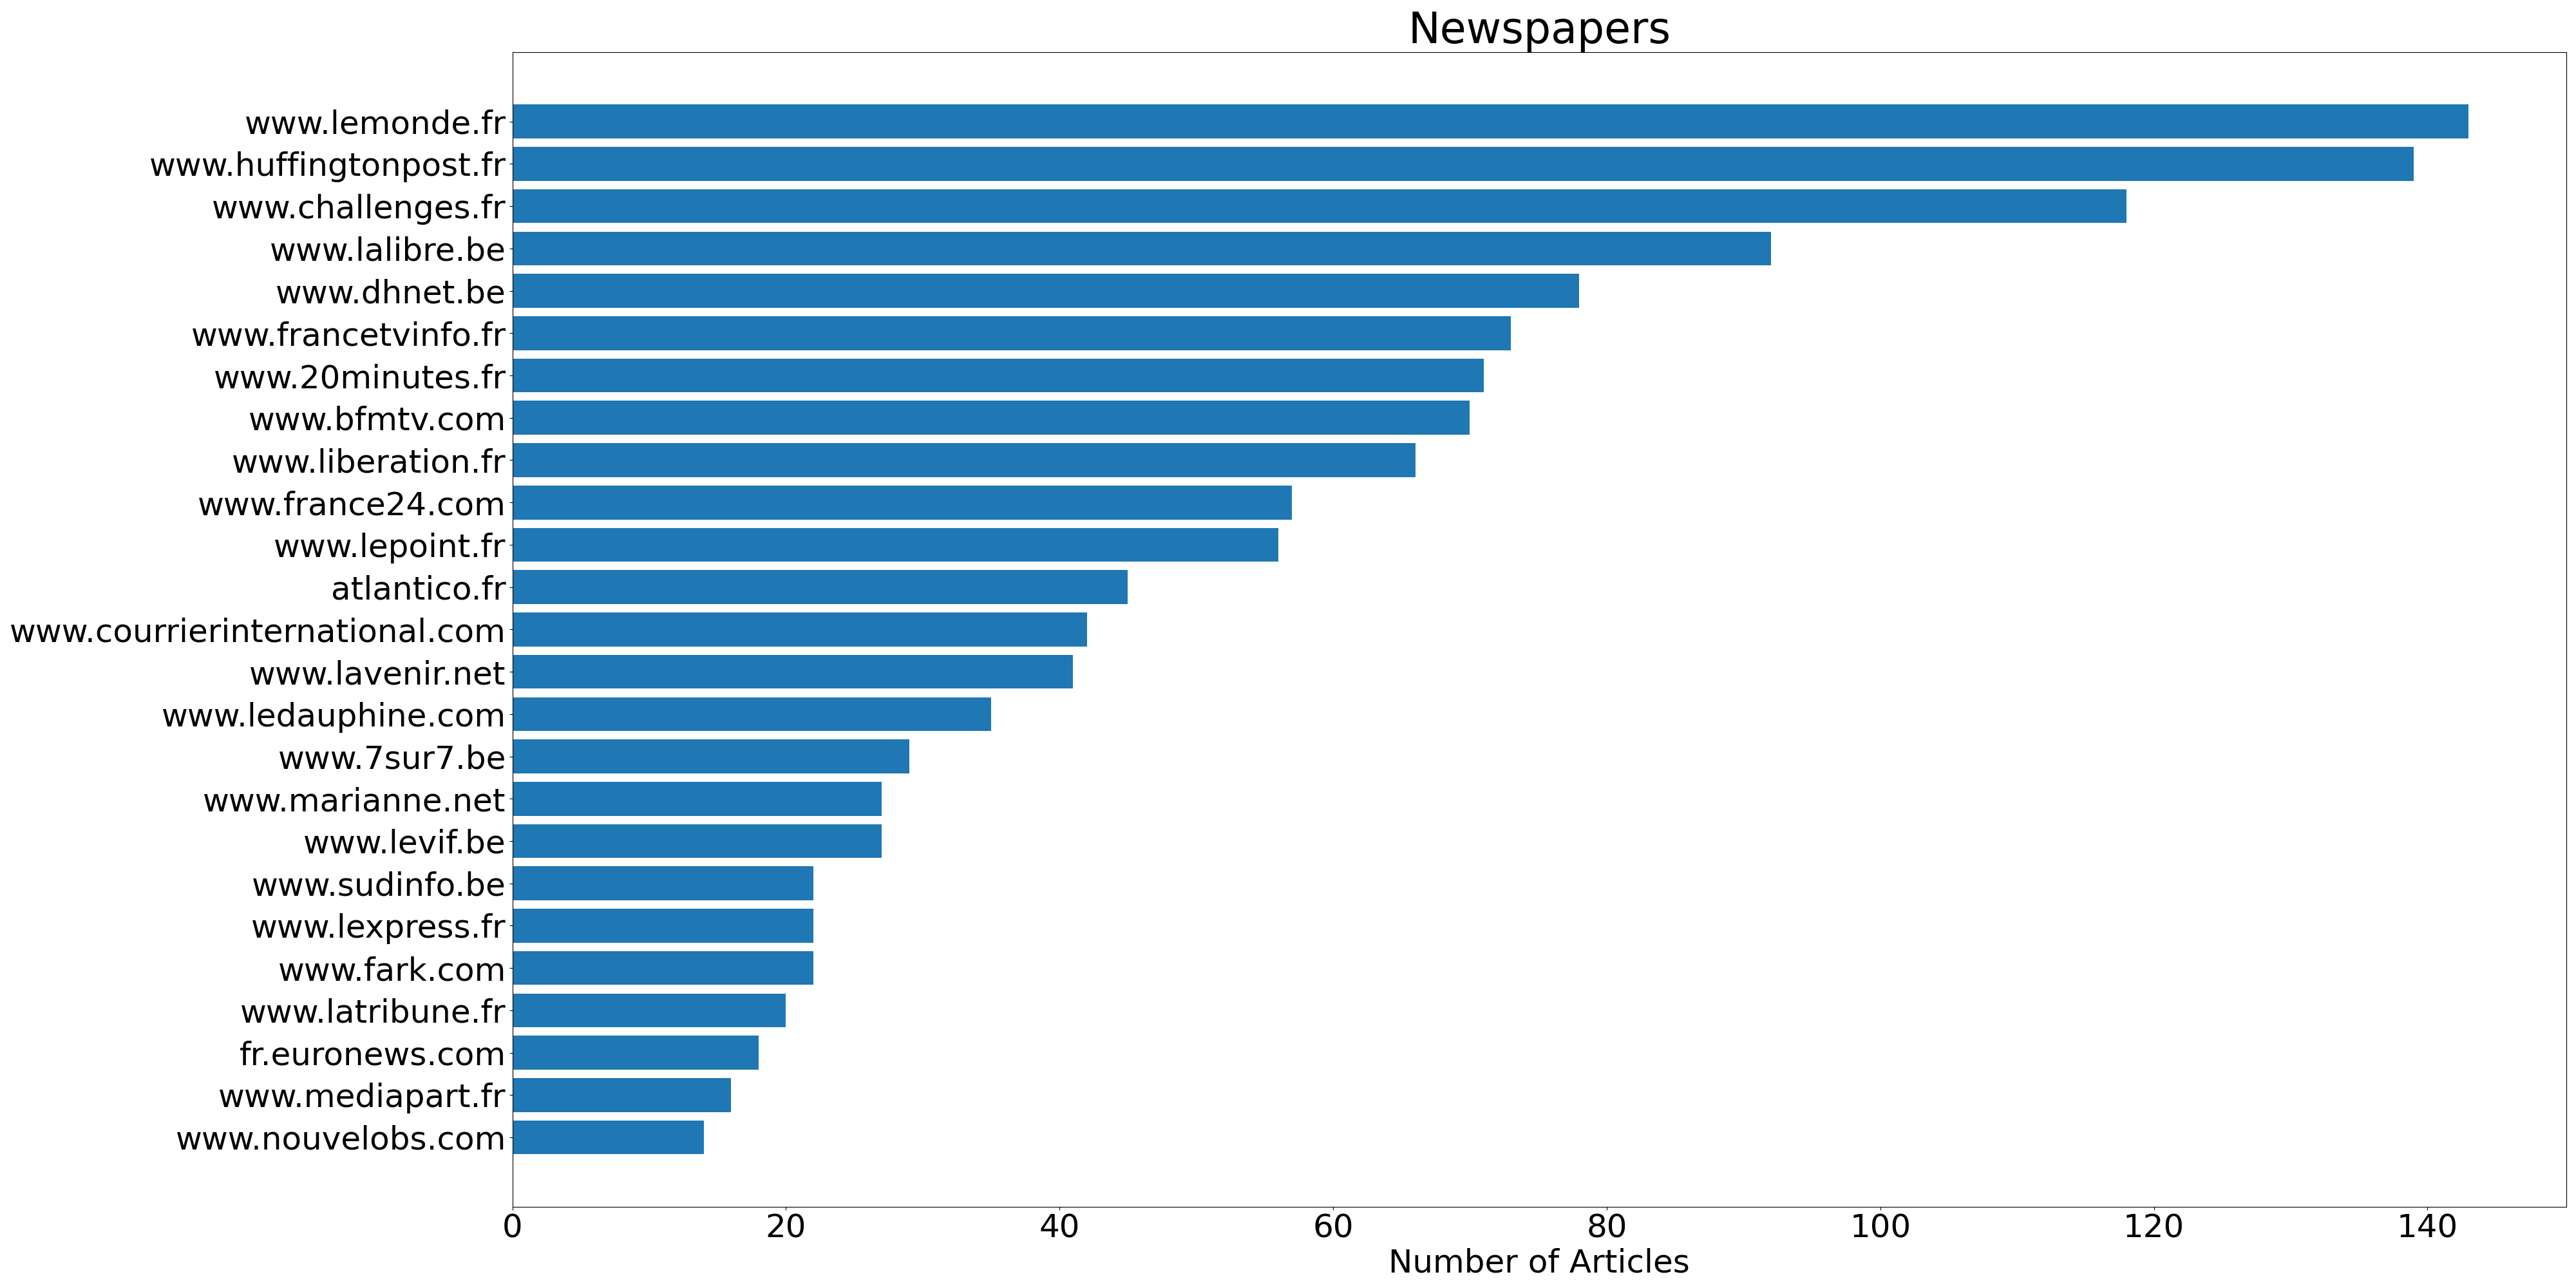 Newspapers
www.lemonde.fr
www.huffingtonpost.fr
www.challenges.fr
www.lalibre.be
www.dhnet.be
www.francetvinfo.fr
www.20minutes.fr
www.bfmtv.com
www.liberation.fr
www.france24.com
www.lepoint.fr
atlantico.fr
www.courrierinternational.com
www.lavenir.net
www.ledauphine.com
www.7sur7.be
www.marianne.net
www.levif.be
www.sudinfo.be
www.lexpress.fr
www.fark.com
www.latribune.fr
fr.euronews.com
www.mediapart.fr
www.nouvelobs.com
0 20 40 60 80 100 120 140
Number of Articles